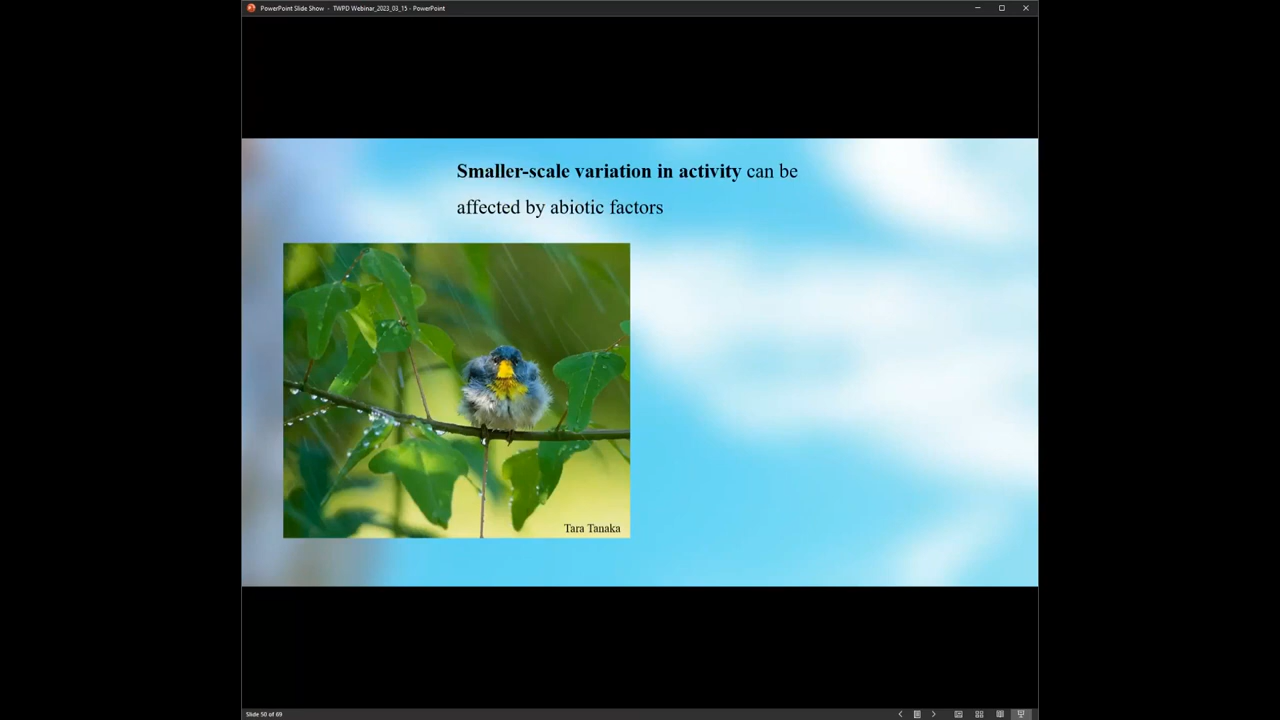 PowerPoint Slide Show - TWPD Webinar_2023_03_15 - PowerPoint
Smaller-scale variation in activity can be
affected by abiotic factors
Tara Tanaka
Slide 50 of 69